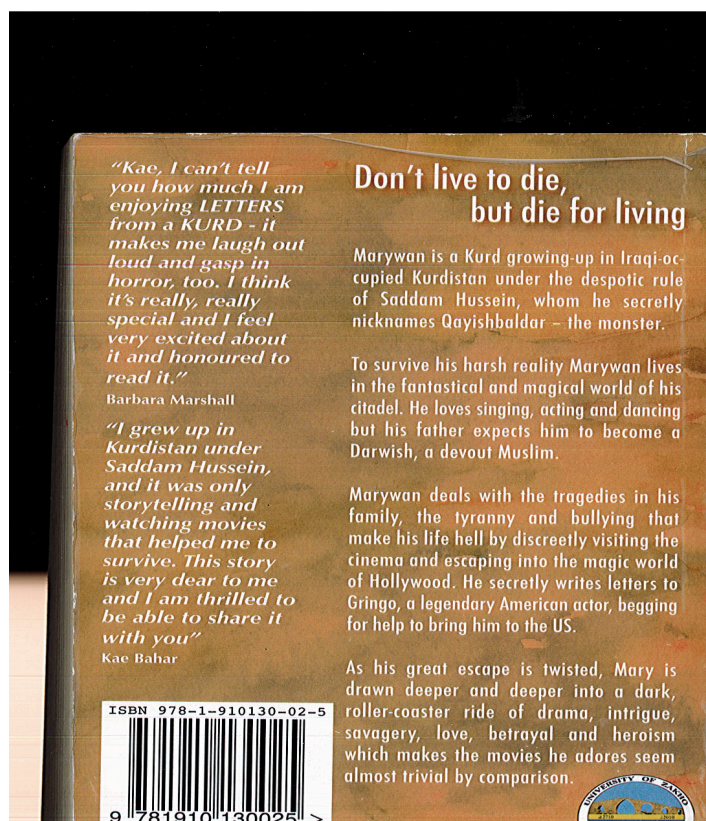 "Kae, I can't tell
you how much I am
enjoying LETTERS
from a KURD - it
makes me laugh out
loud and gasp in
horror, too. I think
it's really, really
special and I feel
very excited about
it and honoured to
read it."
Barbara Marshall
"I grew up in
Kurdistan under
Saddam Hussein,
and it was only
storytelling and
watching movies
that helped me to
survive. This story
is very dear to me
and I am thrilled to
be able to share it
with you"
Kae Bahar
ISBN 978-1-910130-02-5
9 781910 130025 >
Don't live to die,
but die for living
Marywan is a Kurd growing-up in Iraqi-oc-
cupied Kurdistan under the despotic rule
of Saddam Hussein, whom he secretly
nicknames Qayishbaldar – the monster.
To survive his harsh reality Marywan lives
in the fantastical and magical world of his
citadel. He loves singing, acting and dancing
but his father expects him to become a
Darwish, a devout Muslim.
Marywan deals with the tragedies in his
family, the tyranny and bullying that
make his life hell by discreetly visiting the
cinema and escaping into the magic world
of Hollywood. He secretly writes letters to
Gringo, a legendary American actor, begging
for help to bring him to the US.
As his great escape is twisted, Mary is
drawn deeper and deeper into a dark,
roller-coaster ride of drama, intrigue,
savagery, love, betrayal and heroism
which makes the movies he adores seem
almost trivial by comparison.
UNIVERSITY OF ZAKHO